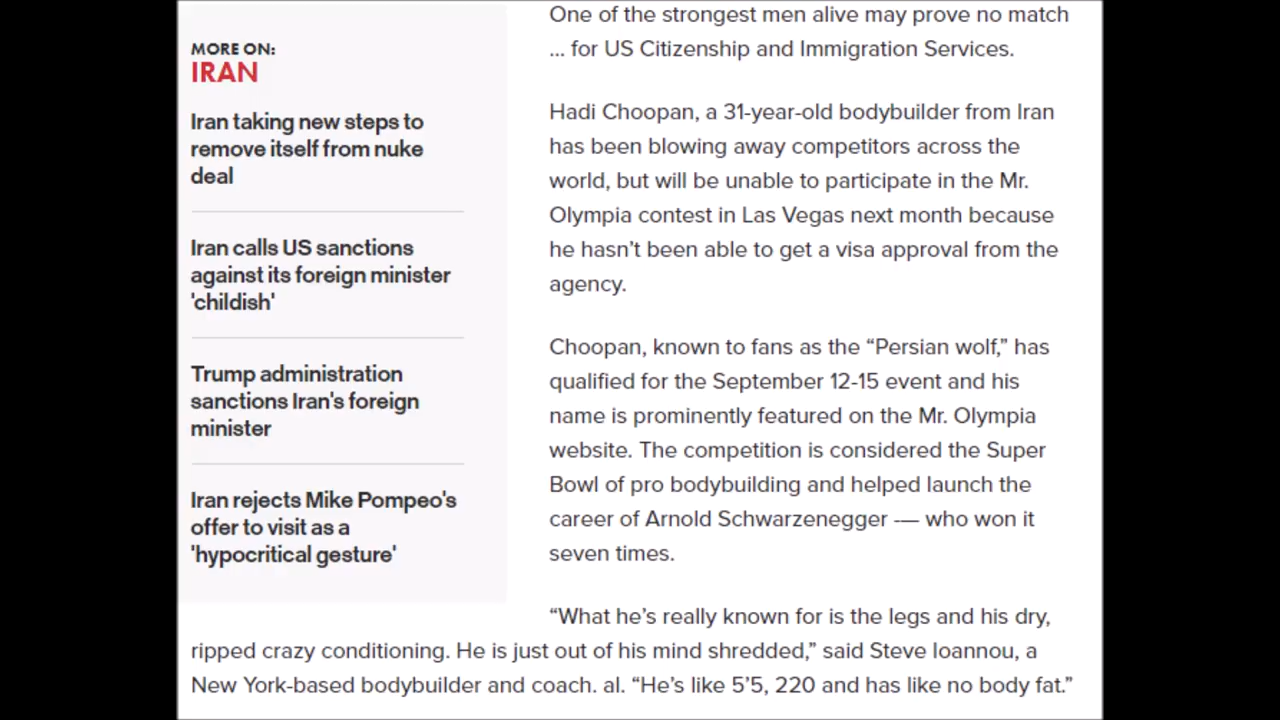 MORE ON:
IRAN
Iran taking new steps to
remove itself from nuke
deal
Iran calls US sanctions
against its foreign minister
'childish'
Trump administration
sanctions Iran's foreign
minister
Iran rejects Mike Pompeo's
offer to visit as a
'hypocritical gesture'
One of the strongest men alive may prove no match
... for US Citizenship and Immigration Services.
Hadi Choopan, a 31-year-old bodybuilder from Iran
has been blowing away competitors across the
world, but will be unable to participate in the Mr.
Olympia contest in Las Vegas next month because
he hasn’t been able to get a visa approval from the
agency.
Choopan, known to fans as the “Persian wolf,” has
qualified for the September 12-15 event and his
name is prominently featured on the Mr. Olympia
website. The competition is considered the Super
Bowl of pro bodybuilding and helped launch the
career of Arnold Schwarzenegger -— who won it
seven times.
“What he’s really known for is the legs and his dry,
ripped crazy conditioning. He is just out of his mind shredded,” said Steve Ioannou, a
New York-based bodybuilder and coach. al. “He’s like 5’5, 220 and has like no body fat.”